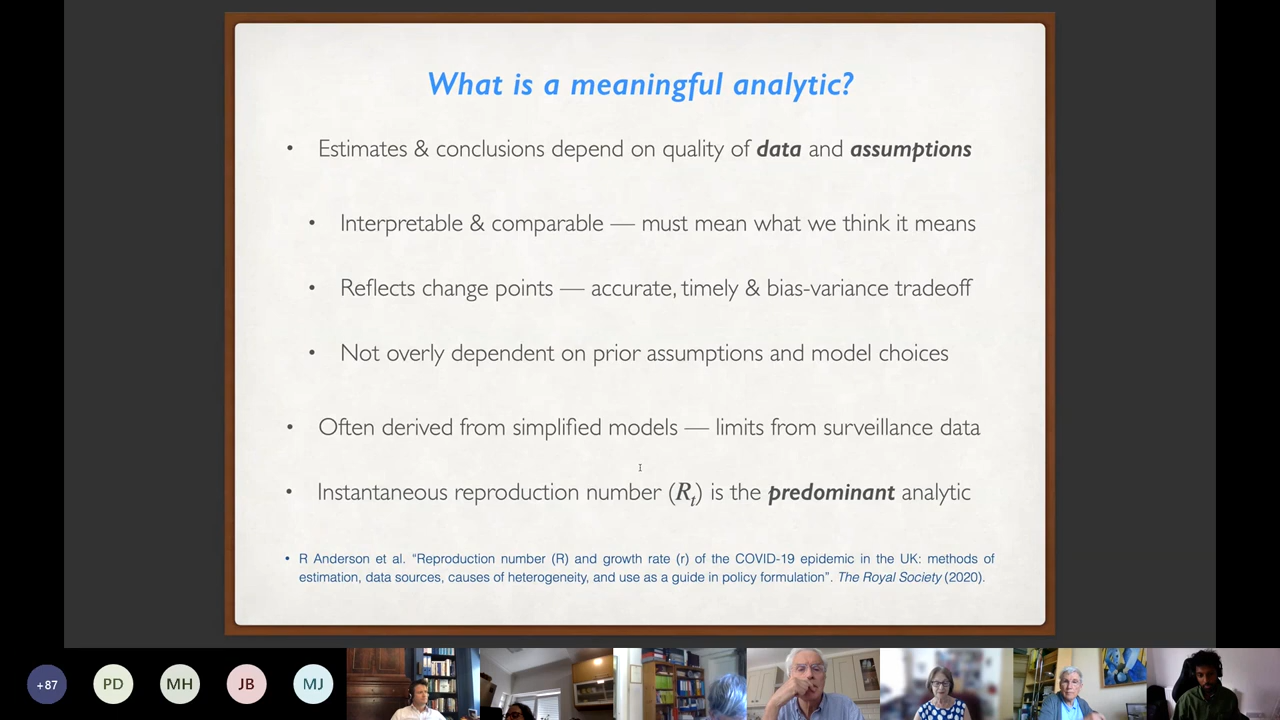 What is a meaningful analytic?
• Estimates & conclusions depend on quality of data and assumptions
• Interpretable & comparable — must mean what we think it means
• Reflects change points — accurate, timely & bias-variance tradeoff
• Not overly dependent on prior assumptions and model choices
• Often derived from simplified models — limits from surveillance data
• Instantaneous reproduction number (Rt) is the predominant analytic
• R Anderson et al. “Reproduction number (R) and growth rate (r) of the COVID-19 epidemic in the UK: methods of
estimation, data sources, causes of heterogeneity, and use as a guide in policy formulation”. The Royal Society (2020).
+87 PD MH JB MJ